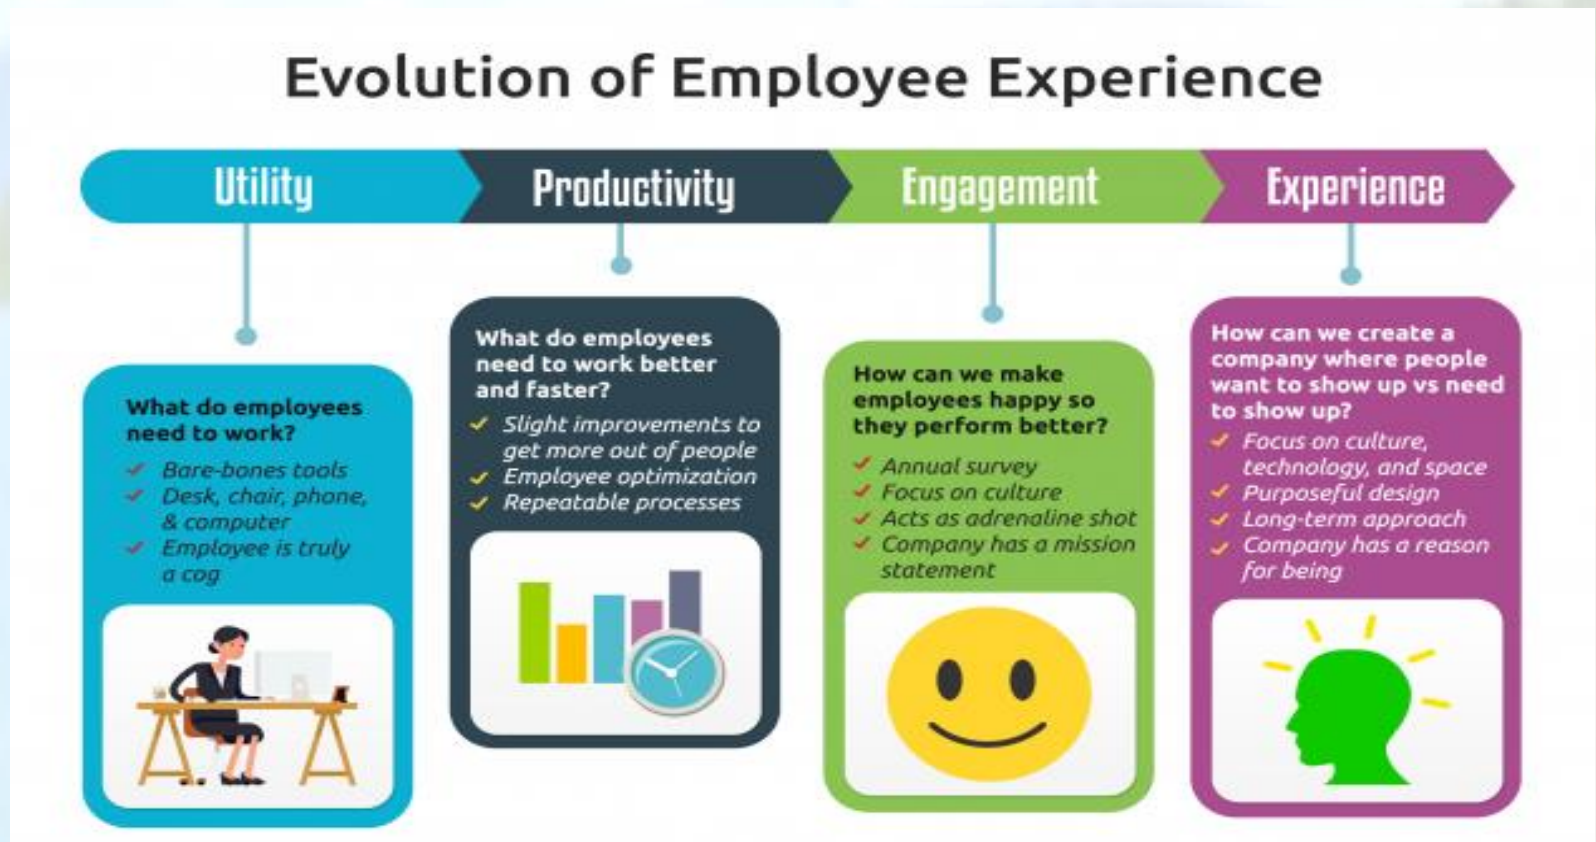 Evolution of Employee Experience
Utility
Productivity
Engagement
Experience
What do employees
need to work?
Bare-bones tools
Desk, chair, phone,
& computer
Employee is truly
a cog
What do employees
need to work better
and faster?
Slight improvements to
get more out of people
Employee optimization
Repeatable processes
How can we make
employees happy so
they perform better?
Annual survey
Focus on culture
Acts as adrenaline shot
Company has a mission
statement
How can we create a
company where people
want to show up vs need
to show up?
Focus on culture,
technology, and space
Purposeful design
Long-term approach
Company has a reason
for being